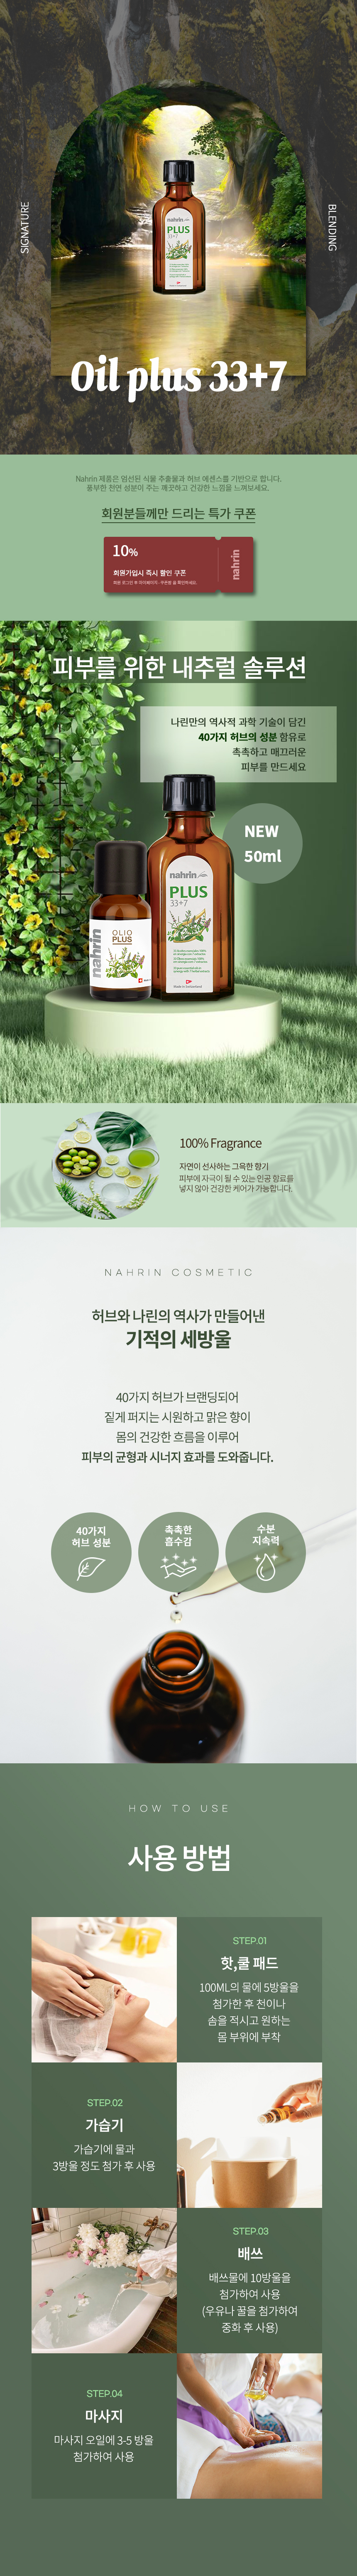 SIGNATURE
BLENDING
nahrin
PLUS
33+7
Oil plus 33+7
Nahrin 제품은 엄선된 식물 추출물과 허브 에센스를 기반으로 합니다.
풍부한 천연 성분이 주는 깨끗하고 건강한 느낌을 느껴보세요.
회원분들께만 드리는 특가 쿠폰
10%
회원가입시 즉시 할인 쿠폰
nahrin
피부를 위한 내추럴 솔루션
나린만의 역사적 과학 기술이 담긴
40가지 허브의 성분 함유로
촉촉하고 매끄러운
피부를 만드세요
NEW
50ml
nahrin
PLUS
33+7
nahrin
OLIO
PLUS
100% Fragrance
자연이 선사하는 그윽한 향기
피부에 자극이 될 수 있는 인공 향료를
넣지 않아 건강한 케어가 가능합니다.
NAHRIN COSMETIC
허브와 나린의 역사가 만들어낸
기적의 세방울
40가지 허브가 브랜딩되어
짙게 퍼지는 시원하고 맑은 향이
몸의 건강한 흐름을 이루어
피부의 균형과 시너지 효과를 도와줍니다.
40가지
허브 성분
촉촉한
흡수감
수분
지속력
HOW TO USE
사용 방법
STEP.01
핫,쿨 패드
100ML의 물에 5방울을
첨가한 후 천이나
솜을 적시고 원하는
몸 부위에 부착
STEP.02
가습기
가습기에 물과
3방울 정도 첨가 후 사용
STEP.03
배쓰
배쓰물에 10방울을
첨가하여 사용
(우유나 꿀을 첨가하여
중화 후 사용)
STEP.04
마사지
마사지 오일에 3-5 방울
첨가하여 사용